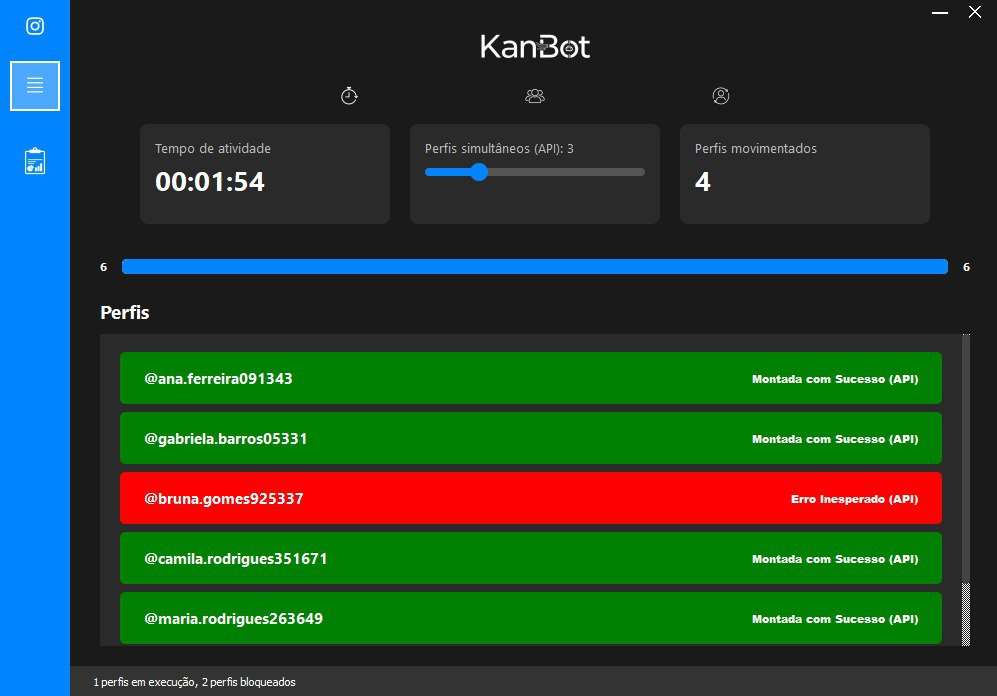 KanBot
Tempo de atividade
00:01:54
Perfis simultâneos (API): 3
Perfis movimentados
4
6
6
Perfis
@ana.ferreira091343
Montada com Sucesso (API)
@gabriela.barros05331
Montada com Sucesso (API)
@bruna.gomes925337
Erro Inesperado (API)
@camila.rodrigues351671
Montada com Sucesso (API)
@maria.rodrigues263649
Montada com Sucesso (API)
1 perfis em execução, 2 perfis bloqueados